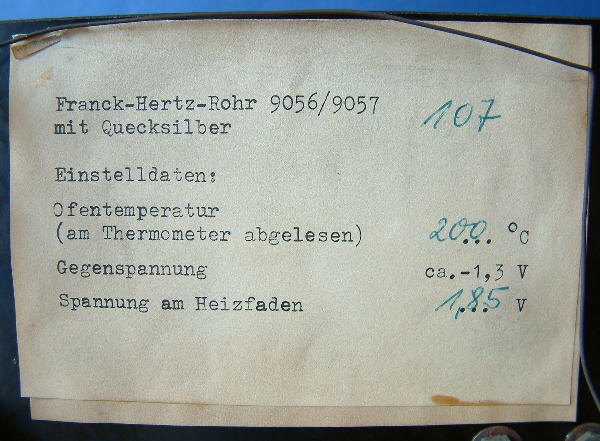 Franck-Hertz-Rohr 9056/9057 107
mit Quecksilber
Einstelldaten:
Ofentemperatur
(am Thermometer abgelesen) 200 °C
Gegenspannung ca.-1,3 V
Spannung am Heizfaden 1,85 V